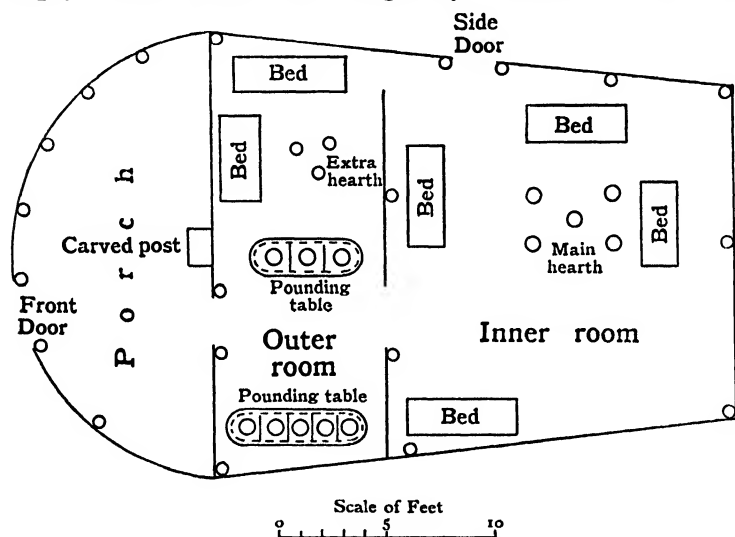 Side
Door
Bed
Bed
Extra
hearth
Bed
Bed
Bed
Main
hearth
Porch
Carved post
Pounding
table
Front
Door
Outer
room
Inner room
Pounding table
Bed
Scale of Feet
0 5 10